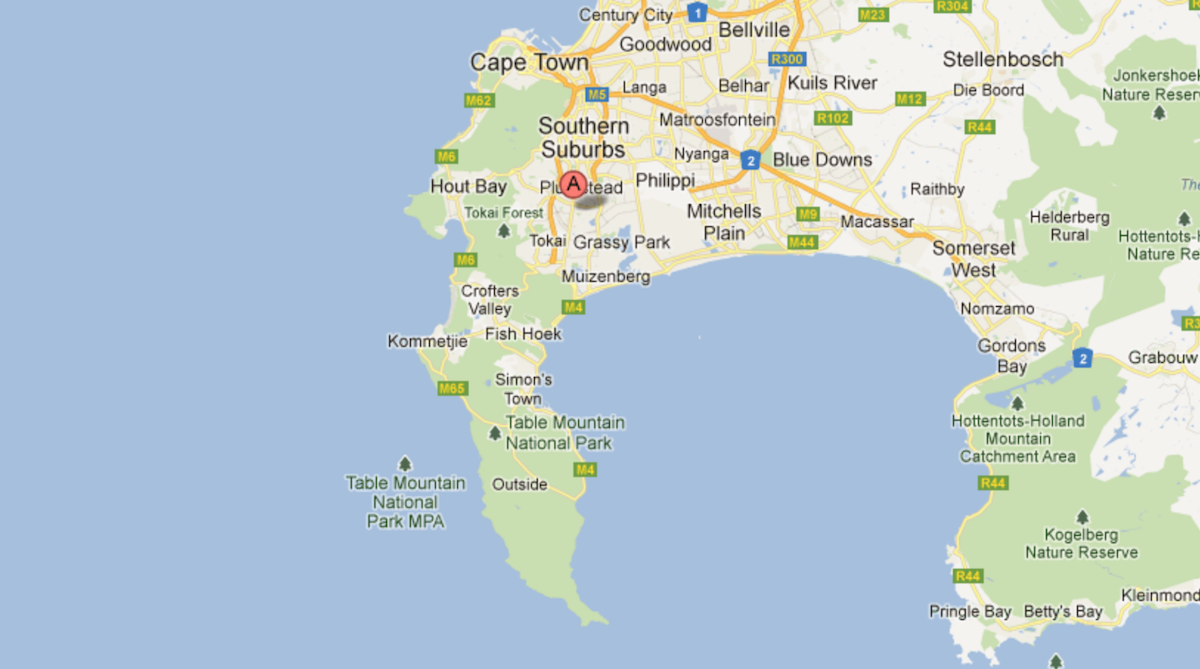 Century City
1
M23
R304
Bellville
Goodwood
Cape Town
R300
Stellenbosch
Langa
Belhar
Kuils River
Jonkershoek
Nature Reserv
Die Boord
M62
M5
M12
Matroosfontein
R102
R44
Southern
Suburbs
M6
Nyanga
2
Blue Downs
Hout Bay
A
Philippi
Raithby
The
Tokai Forest
Mitchells
Plain
M9
Macassar
Helderberg
Rural
Hottentots-H
Nature Re
Tokai
Grassy Park
M44
Somerset
West
M6
Muizenberg
Crofters
Valley
M4
Nomzamo
R3
Kommetjie
Fish Hoek
Gordons
Bay
2
Grabouw
Simon's
Town
M65
Table Mountain
National Park
Hottentots-Holland
Mountain
Catchment Area
M4
Table Mountain
National
Park MPA
Outside
R44
Kogelberg
Nature Reserve
R44
Kleinmond
Pringle Bay
Betty's Bay